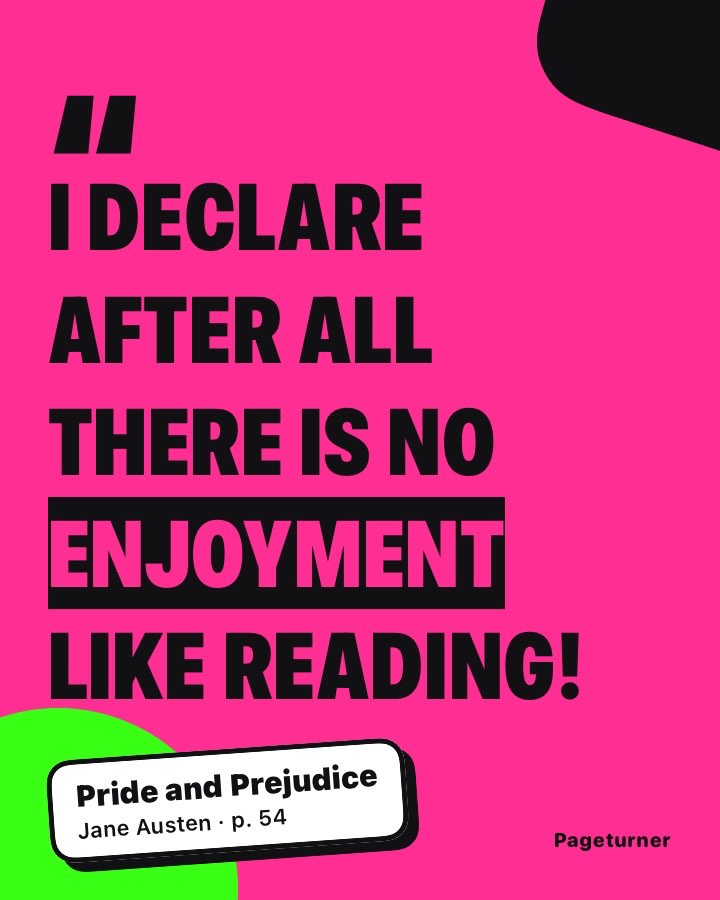 “
I DECLARE
AFTER ALL
THERE IS NO
ENJOYMENT
LIKE READING!
Pride and Prejudice
Jane Austen · p. 54
Pageturner